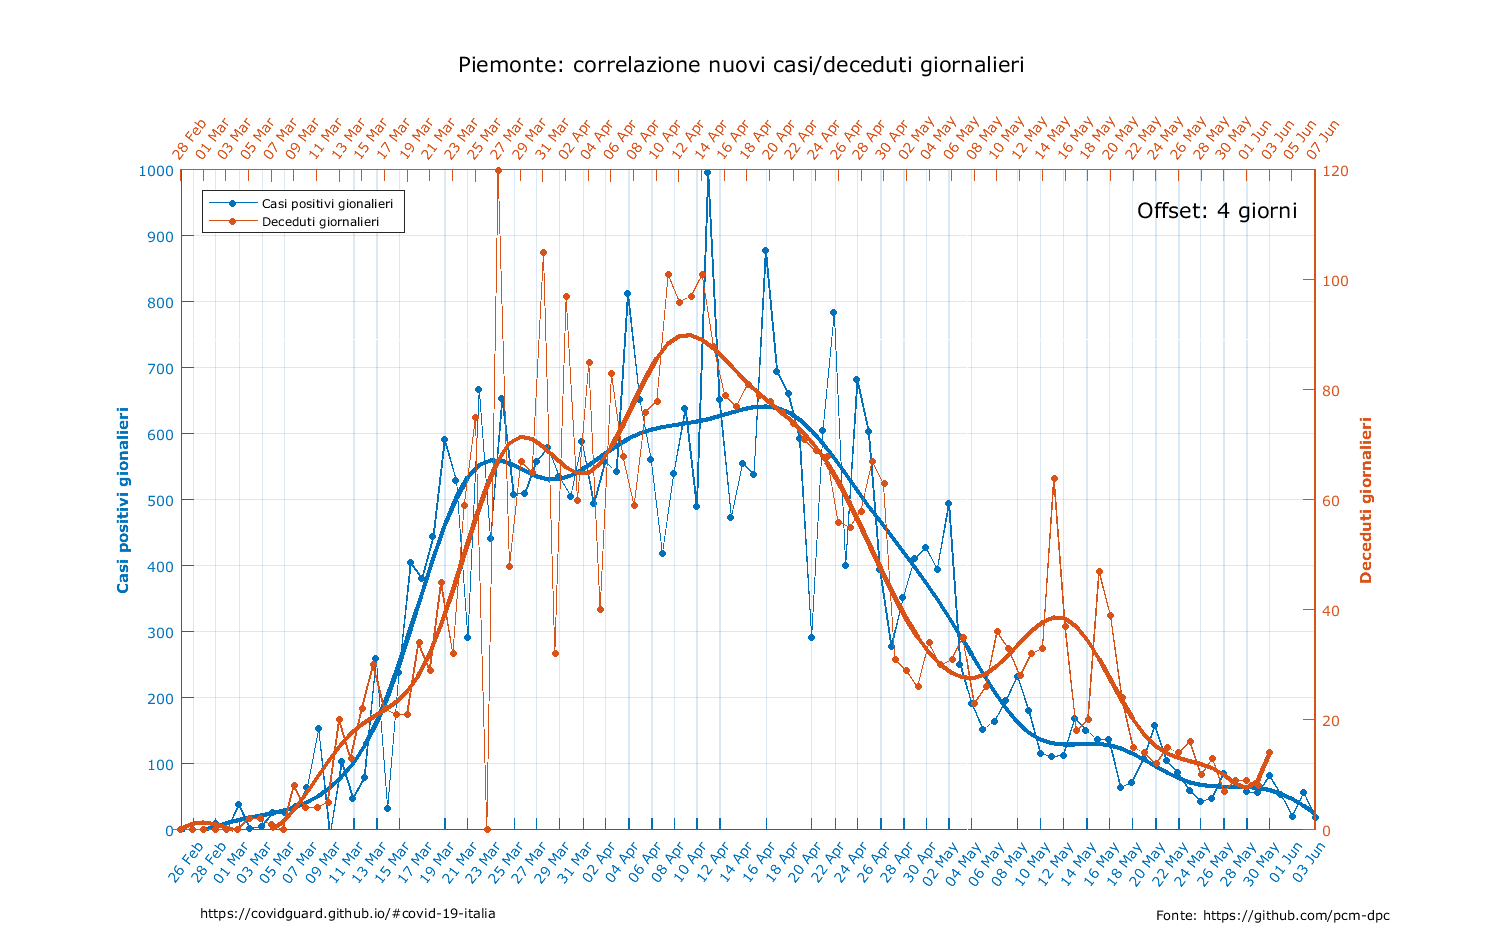 Piemonte: correlazione nuovi casi/deceduti giornalieri
28 Feb 01 Mar 03 Mar 05 Mar 07 Mar 09 Mar 11 Mar 13 Mar 15 Mar 17 Mar 19 Mar 21 Mar 23 Mar 25 Mar 27 Mar 29 Mar 31 Mar 02 Apr 04 Apr 06 Apr 08 Apr 10 Apr 12 Apr 14 Apr 16 Apr 18 Apr 20 Apr 22 Apr 24 Apr 26 Apr 28 Apr 30 Apr 02 May 04 May 06 May 08 May 10 May 12 May 14 May 16 May 18 May 20 May 22 May 24 May 26 May 28 May 30 May 01 Jun 03 Jun 05 Jun 07 Jun
Casi positivi gionalieri
Deceduti giornalieri
Offset: 4 giorni
1000
900
800
700
600
500
400
300
200
100
0
Casi positivi gionalieri
120
100
80
60
40
20
0
Deceduti giornalieri
26 Feb 28 Feb 01 Mar 03 Mar 05 Mar 07 Mar 09 Mar 11 Mar 13 Mar 15 Mar 17 Mar 19 Mar 21 Mar 23 Mar 25 Mar 27 Mar 29 Mar 31 Mar 02 Apr 04 Apr 06 Apr 08 Apr 10 Apr 12 Apr 14 Apr 16 Apr 18 Apr 20 Apr 22 Apr 24 Apr 26 Apr 28 Apr 30 Apr 02 May 04 May 06 May 08 May 10 May 12 May 14 May 16 May 18 May 20 May 22 May 24 May 26 May 28 May 30 May 01 Jun 03 Jun
https://covidguard.github.io/#covid-19-italia
Fonte: https://github.com/pcm-dpc